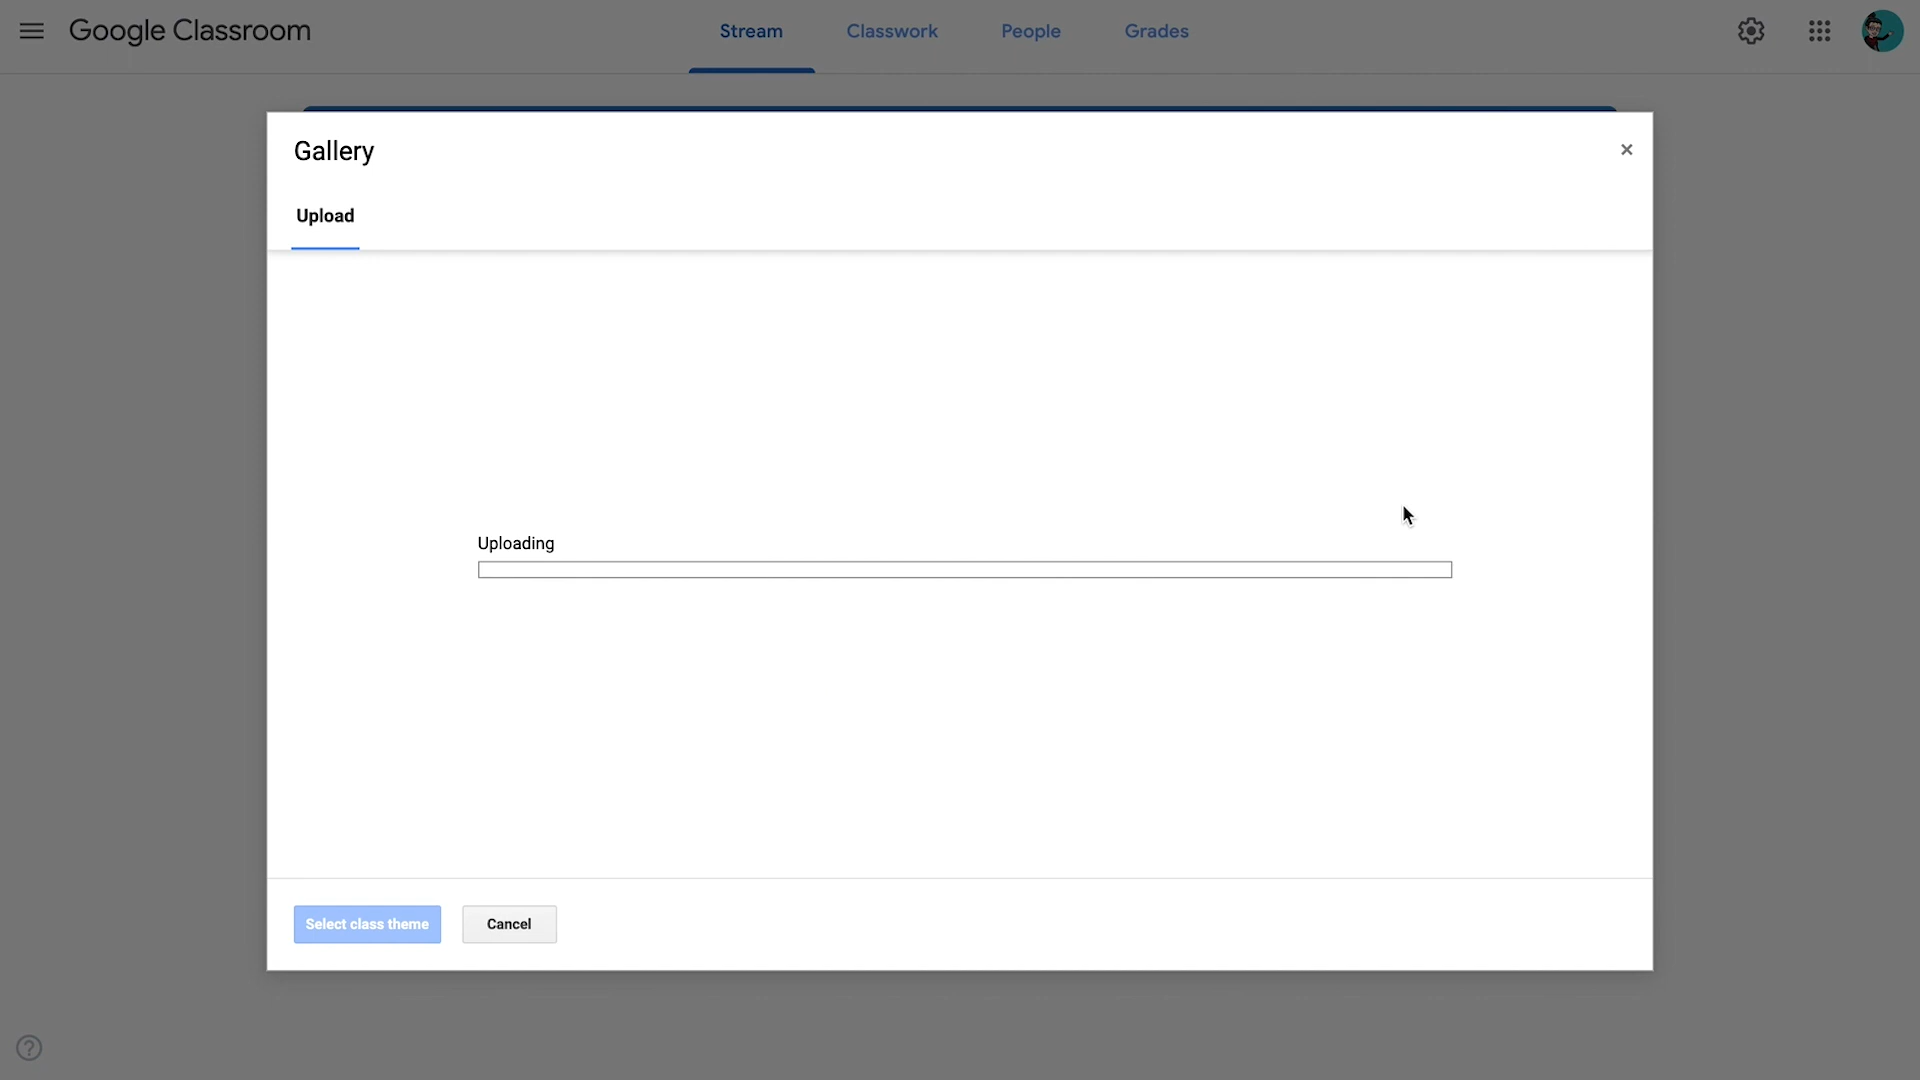 Google Classroom
Stream
Classwork
People
Grades
Gallery
Upload
Uploading
Select class theme
Cancel